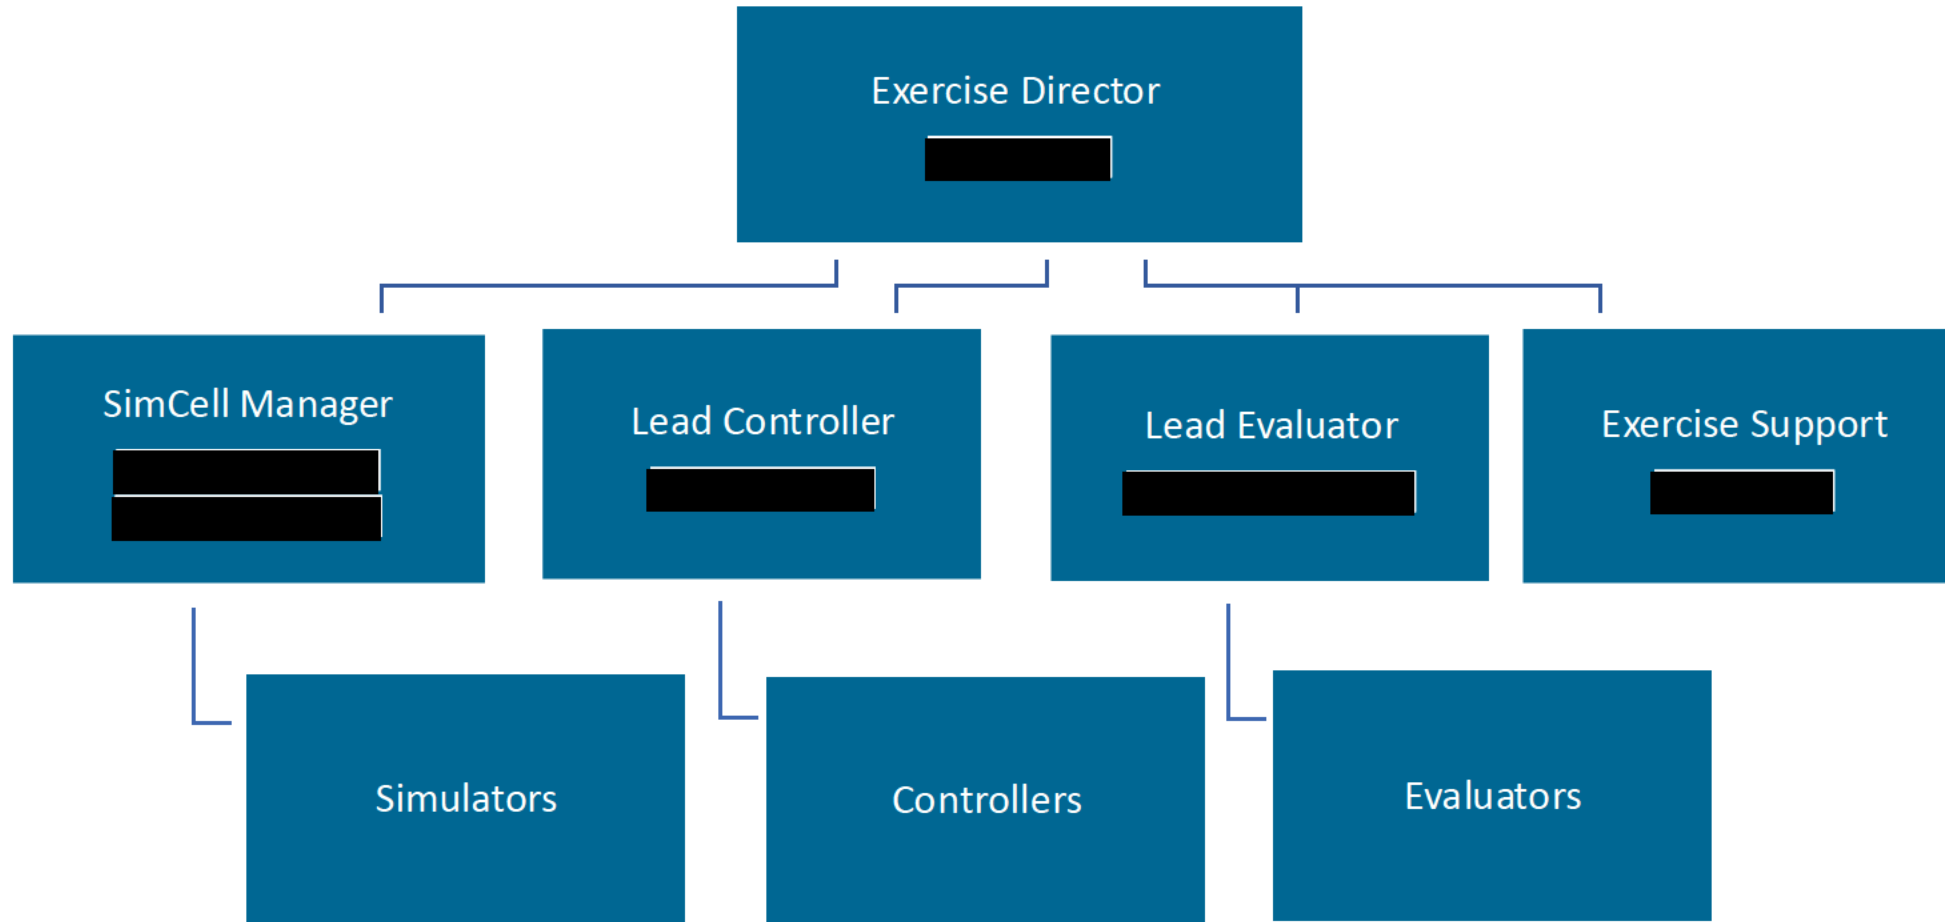 Exercise Director
SimCell Manager
Lead Controller
Lead Evaluator
Exercise Support
Simulators
Controllers
Evaluators